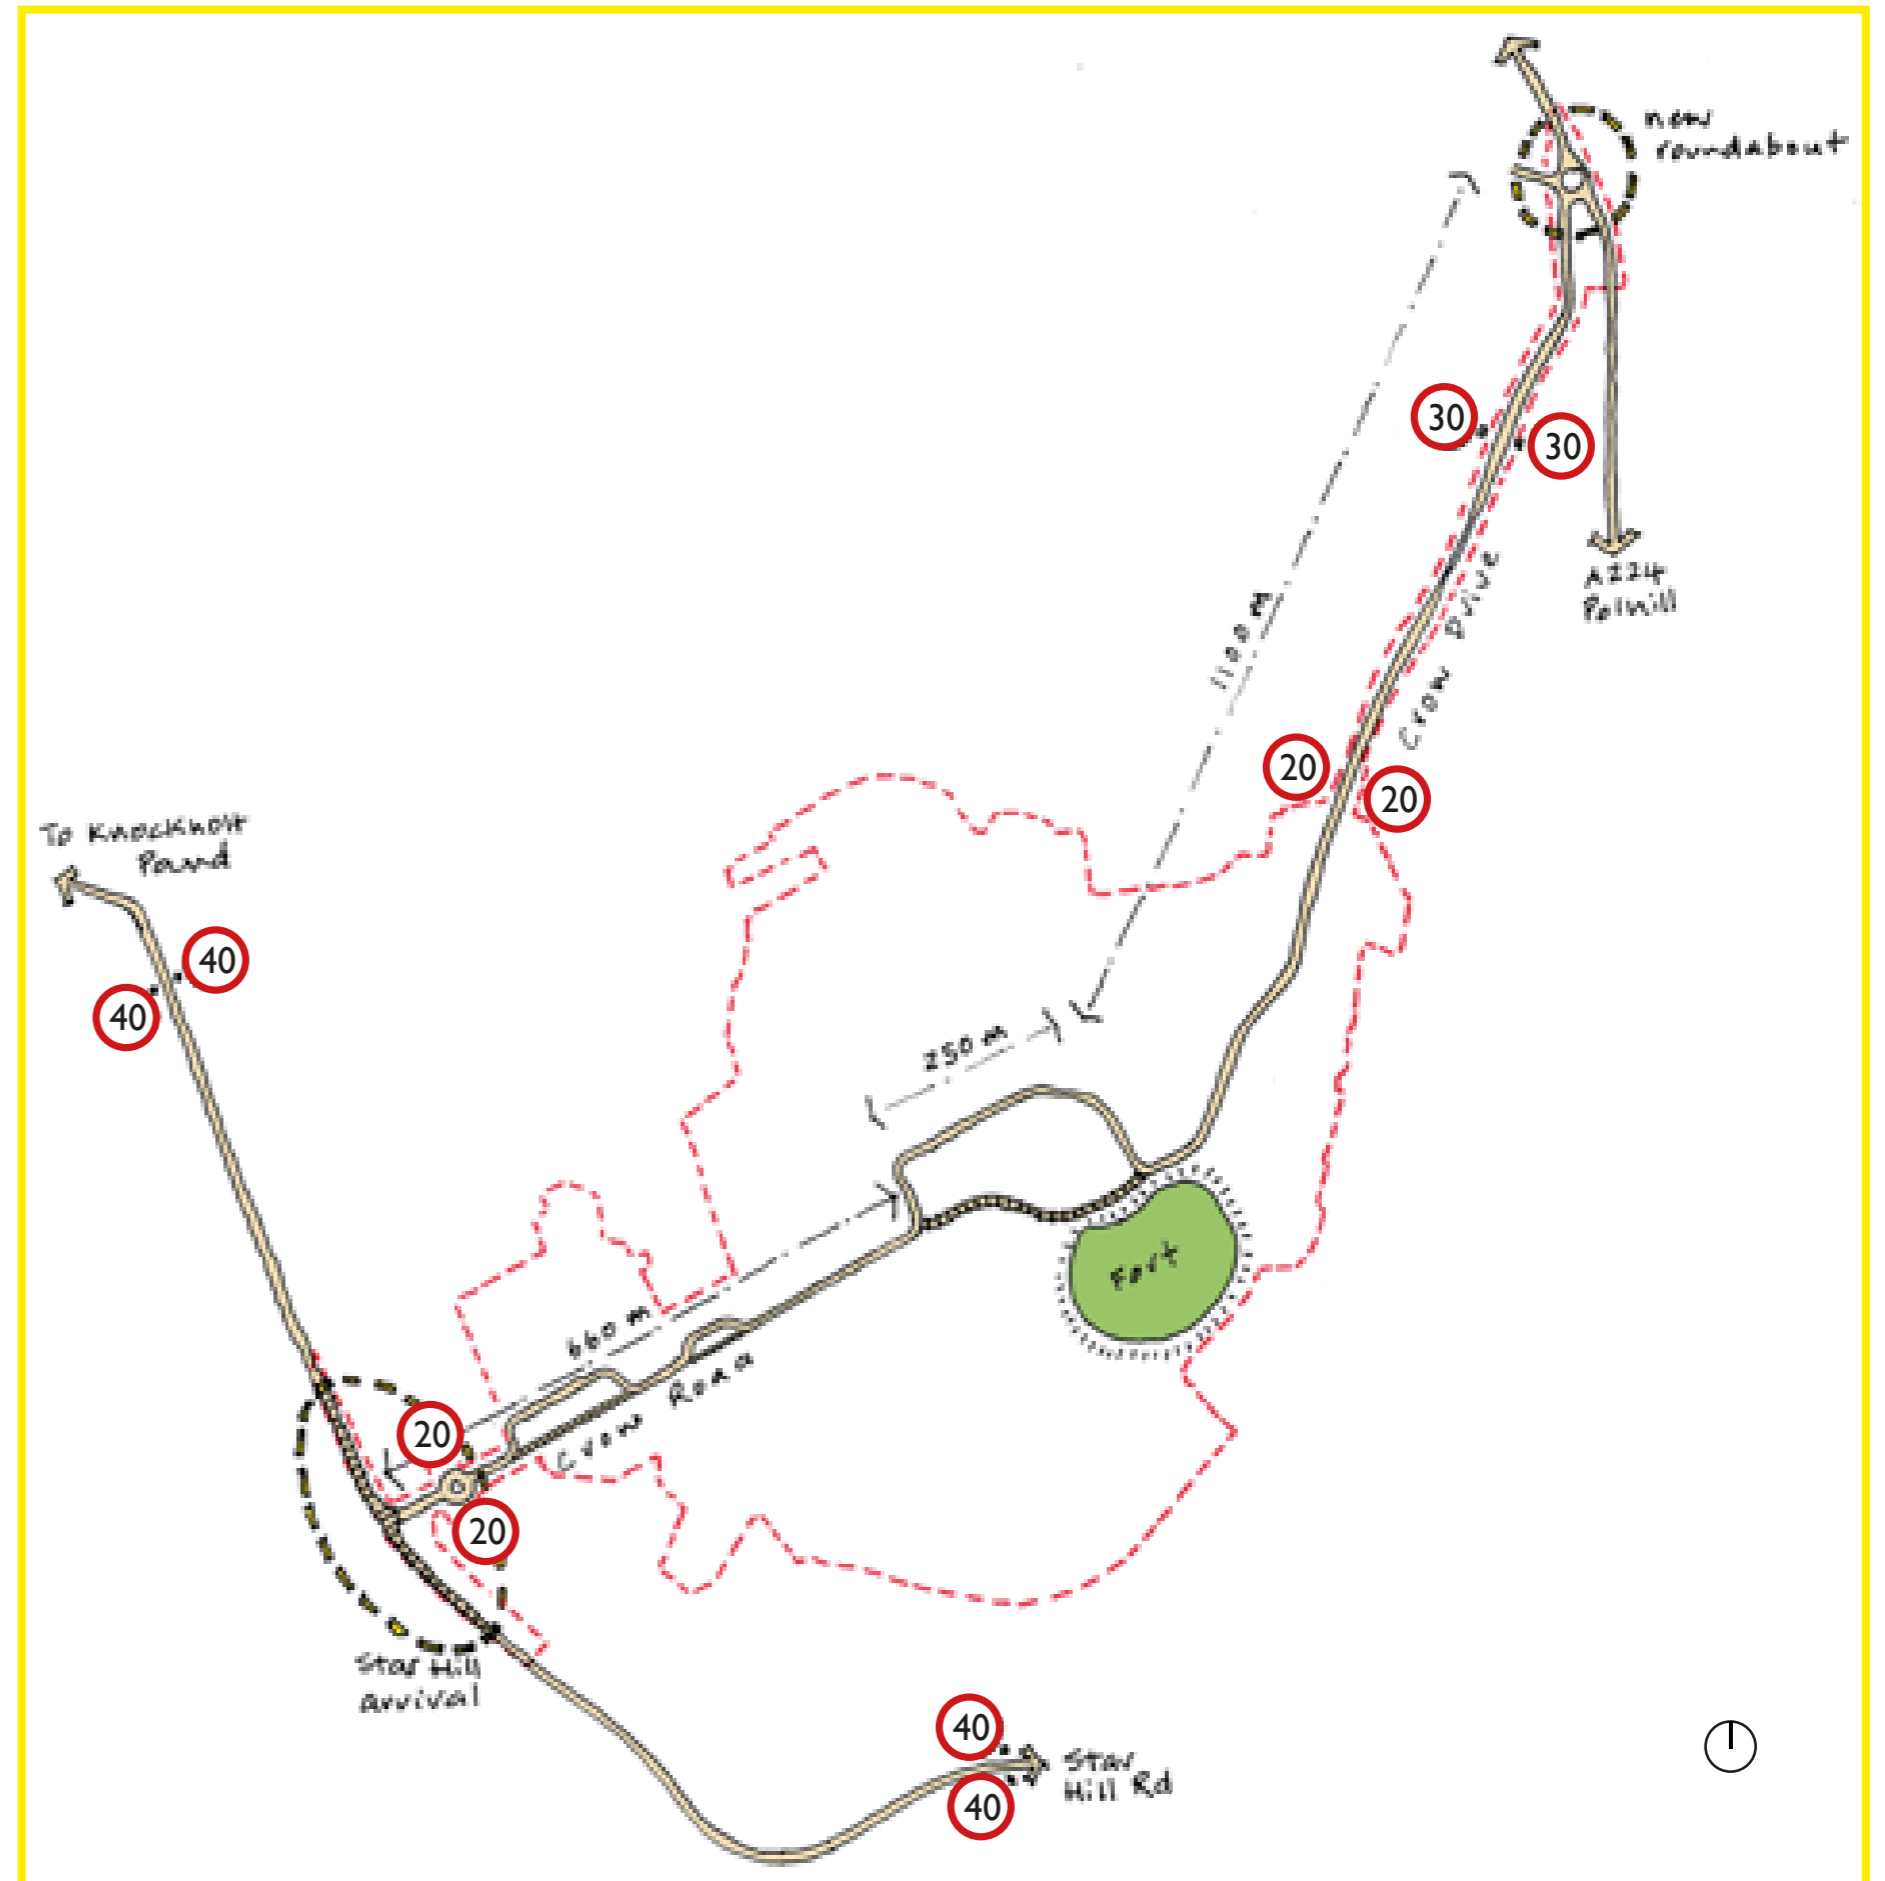 new
roundabout
30
30
A224
Polhill
1100 m
Crow Drive
20
20
To Knockholt
Pound
40
40
250 m
Fort
660 m
Crow Road
20
20
Star Hill
arrival
40
Star
Hill Rd
40